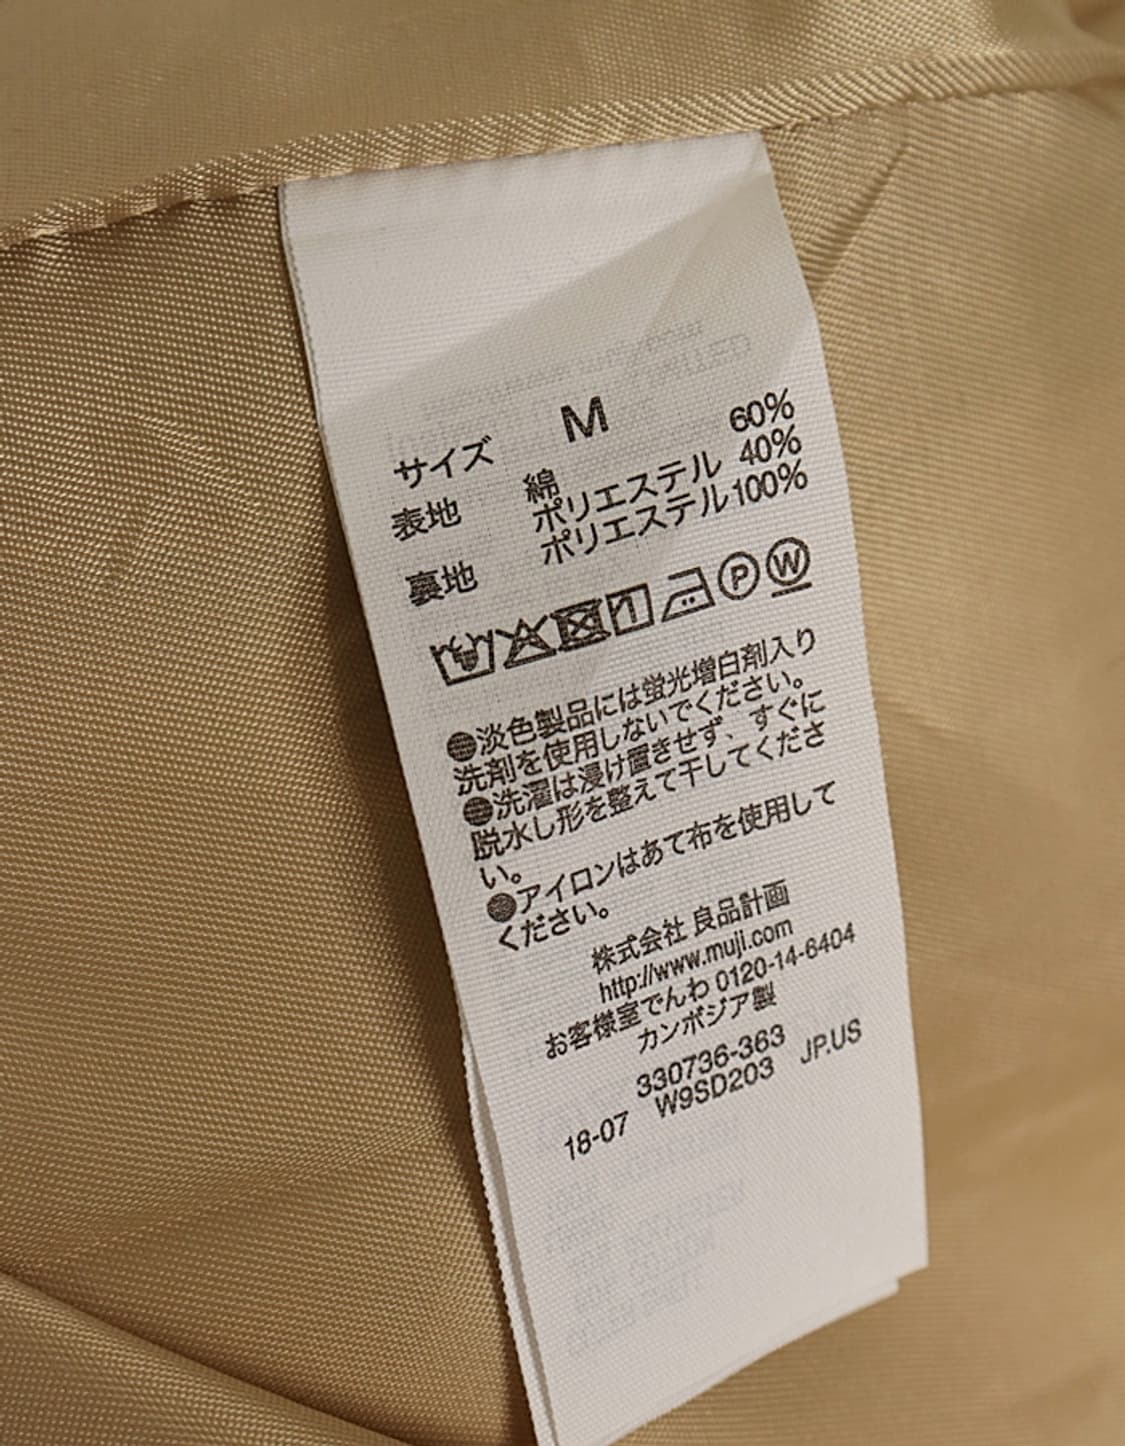 サイズ M
表地 綿 60%
ポリエステル 40%
裏地 ポリエステル 100%
P W
●淡色製品には蛍光増白剤入り
洗剤を使用しないでください。
●洗濯は浸け置きせず、すぐに
脱水し形を整えて干してくださ
い。
●アイロンはあて布を使用して
ください。
株式会社 良品計画
http://www.muji.com
お客様室でんわ 0120-14-6404
カンボジア製
330736-363
18-07 W9SD203 JP.US